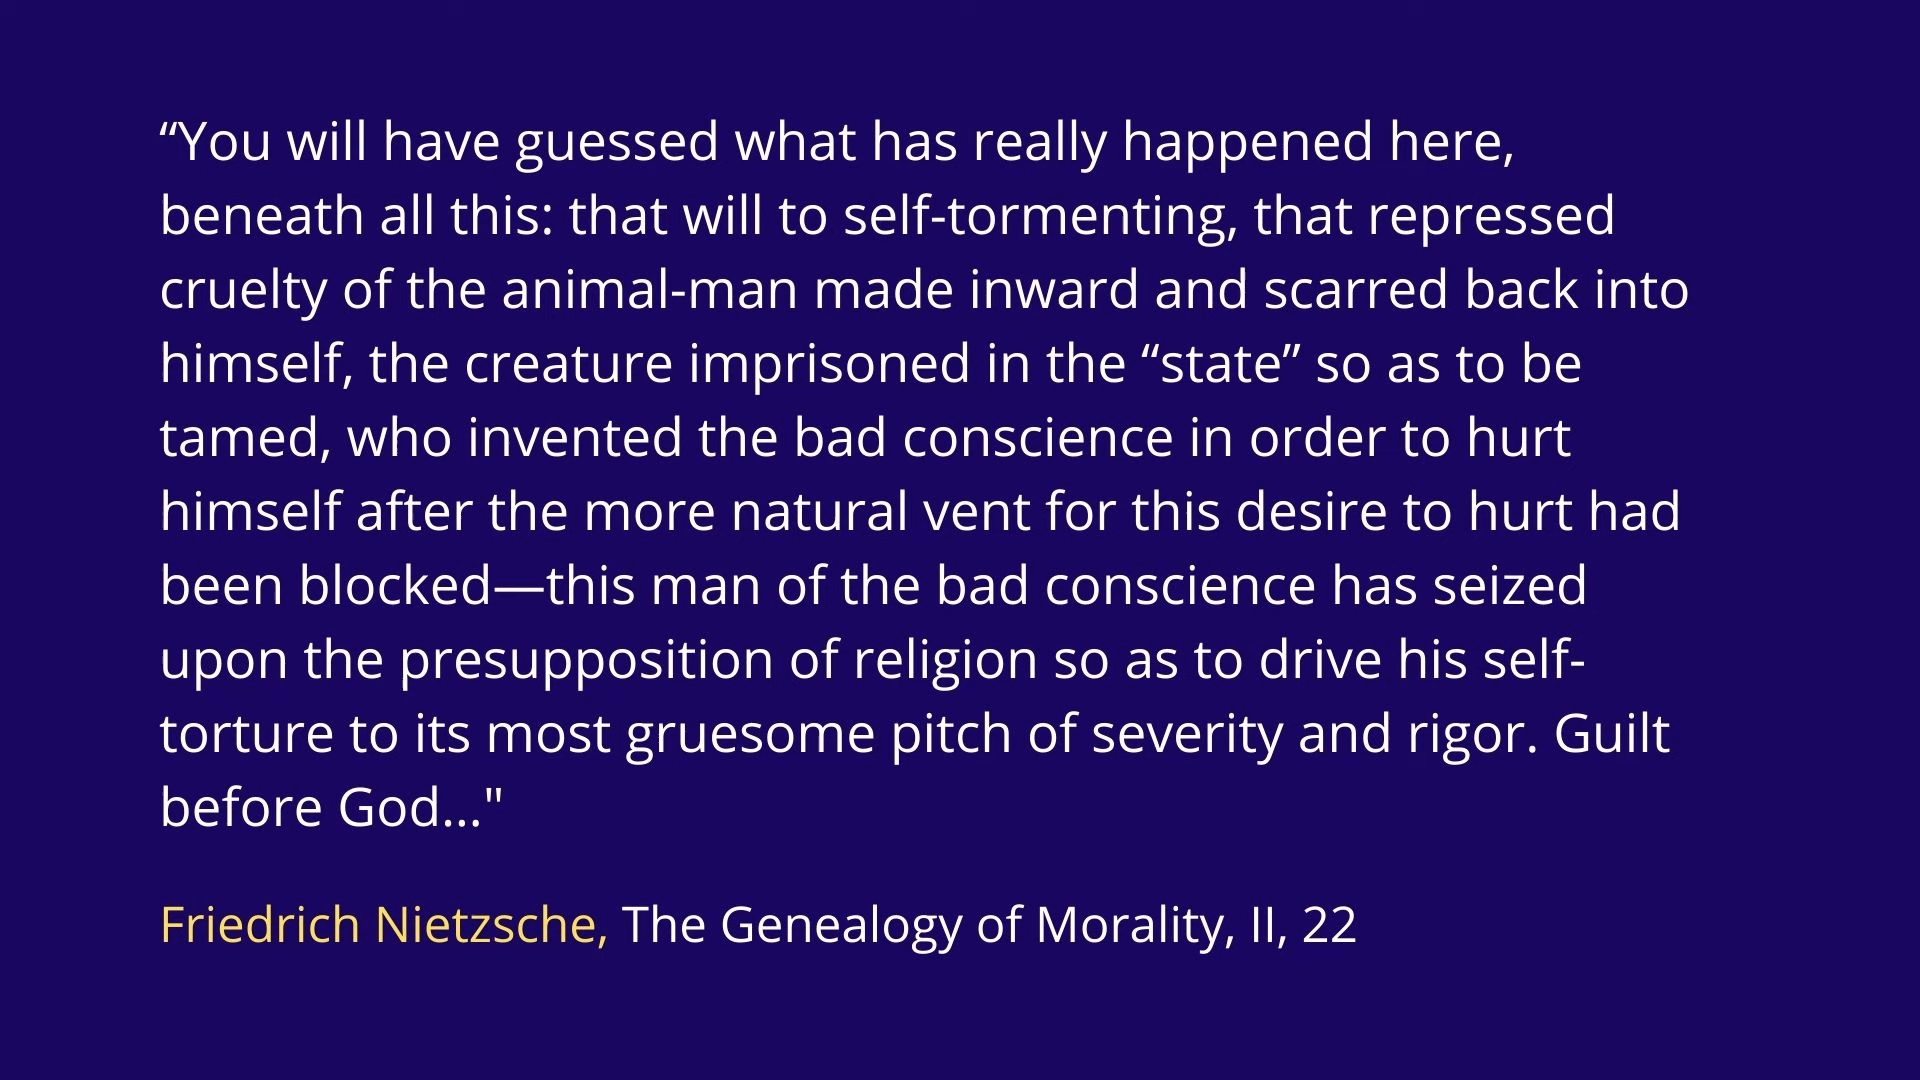 “You will have guessed what has really happened here,
beneath all this: that will to self-tormenting, that repressed
cruelty of the animal-man made inward and scarred back into
himself, the creature imprisoned in the “state” so as to be
tamed, who invented the bad conscience in order to hurt
himself after the more natural vent for this desire to hurt had
been blocked—this man of the bad conscience has seized
upon the presupposition of religion so as to drive his self-
torture to its most gruesome pitch of severity and rigor. Guilt
before God..."
Friedrich Nietzsche, The Genealogy of Morality, II, 22